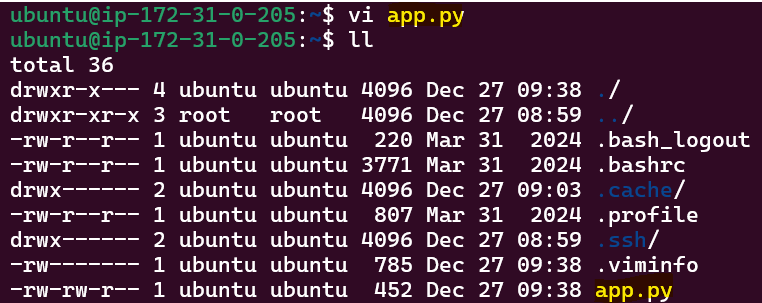 ubuntu@ip-172-31-0-205:~$ vi app.py
ubuntu@ip-172-31-0-205:~$ ll
total 36
drwxr-x--- 4 ubuntu ubuntu 4096 Dec 27 09:38 ./
drwxr-xr-x 3 root   root   4096 Dec 27 08:59 ../
-rw-r--r-- 1 ubuntu ubuntu  220 Mar 31  2024 .bash_logout
-rw-r--r-- 1 ubuntu ubuntu 3771 Mar 31  2024 .bashrc
drwx------ 2 ubuntu ubuntu 4096 Dec 27 09:03 .cache/
-rw-r--r-- 1 ubuntu ubuntu  807 Mar 31  2024 .profile
drwx------ 2 ubuntu ubuntu 4096 Dec 27 08:59 .ssh/
-rw------- 1 ubuntu ubuntu  785 Dec 27 09:38 .viminfo
-rw-rw-r-- 1 ubuntu ubuntu  452 Dec 27 09:38 app.py